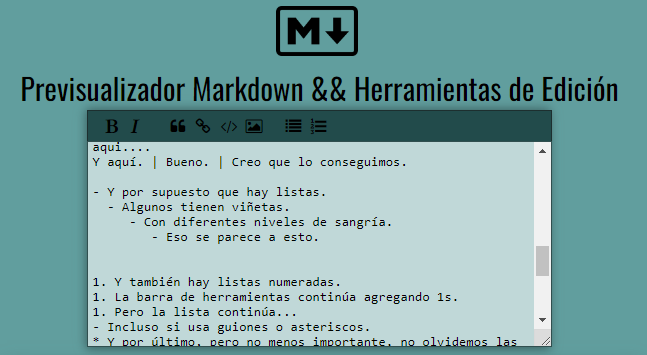 M
Previsualizador Markdown && Herramientas de Edición
B I
aqui....
Y aquí. | Bueno. | Creo que lo conseguimos.
- Y por supuesto que hay listas.
- Algunos tienen viñetas.
- Con diferentes niveles de sangría.
- Eso se parece a esto.
1. Y también hay listas numeradas.
1. La barra de herramientas continúa agregando 1s.
1. Pero la lista continúa...
- Incluso si usa guiones o asteriscos.
* Y por último, pero no menos importante, no olvidemos las